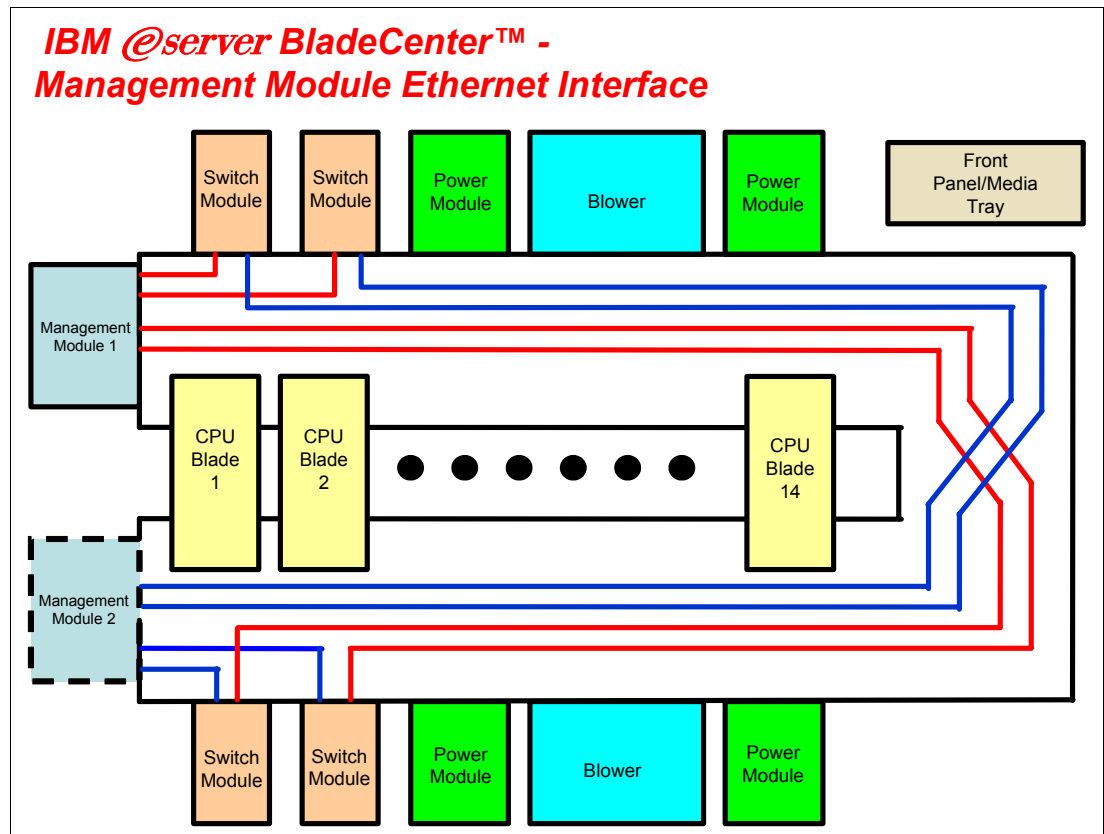 IBM @server BladeCenter™ -
Management Module Ethernet Interface
Switch
Module
Switch
Module
Power
Module
Blower
Power
Module
Front
Panel/Media
Tray
Management
Module 1
CPU
Blade
1
CPU
Blade
2
CPU
Blade
14
Management
Module 2
Switch
Module
Switch
Module
Power
Module
Blower
Power
Module